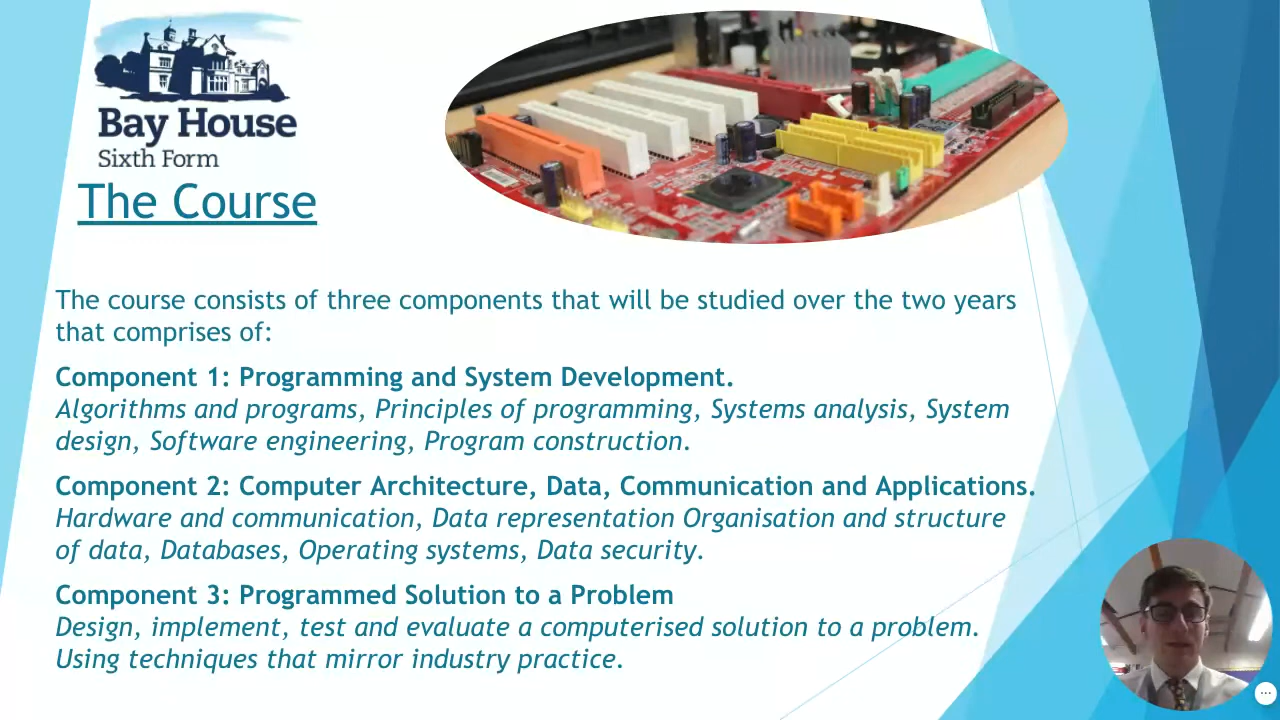 Bay House
Sixth Form
The Course
The course consists of three components that will be studied over the two years
that comprises of:
Component 1: Programming and System Development.
Algorithms and programs, Principles of programming, Systems analysis, System
design, Software engineering, Program construction.
Component 2: Computer Architecture, Data, Communication and Applications.
Hardware and communication, Data representation Organisation and structure
of data, Databases, Operating systems, Data security.
Component 3: Programmed Solution to a Problem
Design, implement, test and evaluate a computerised solution to a problem.
Using techniques that mirror industry practice.